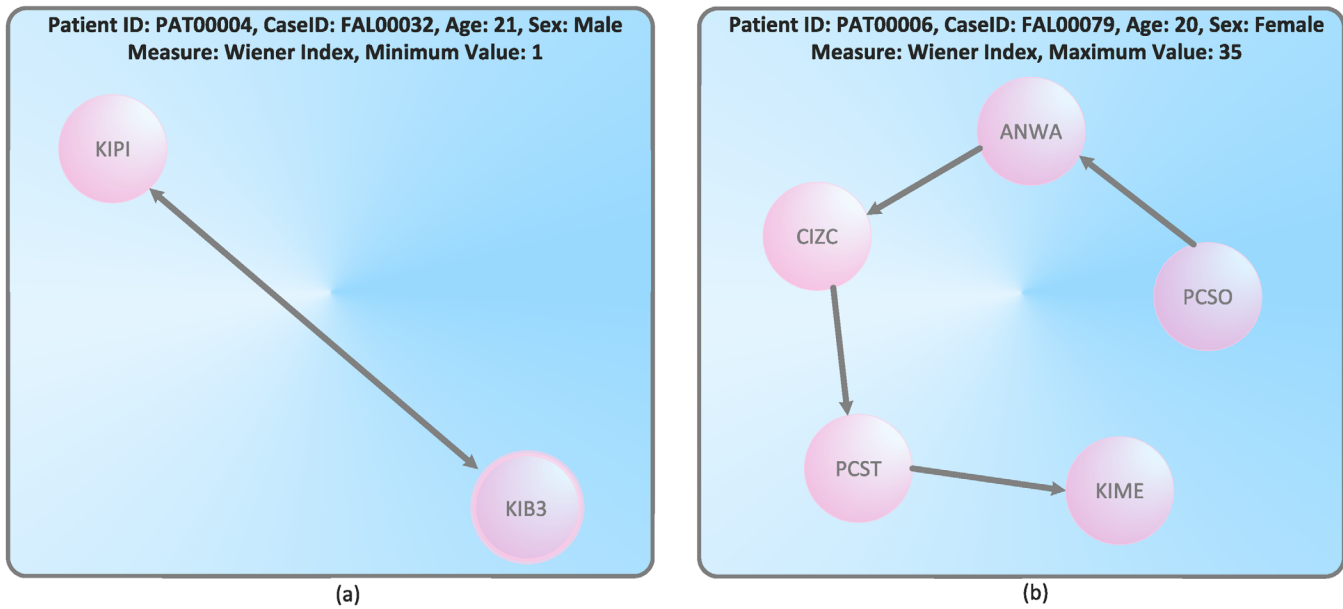 Patient ID: PAT00004, CaseID: FAL00032, Age: 21, Sex: Male
Measure: Wiener Index, Minimum Value: 1
KIPI
KIB3
(a)
Patient ID: PAT00006, CaseID: FAL00079, Age: 20, Sex: Female
Measure: Wiener Index, Maximum Value: 35
ANWA
CIZC
PCSO
PCST
KIME
(b)